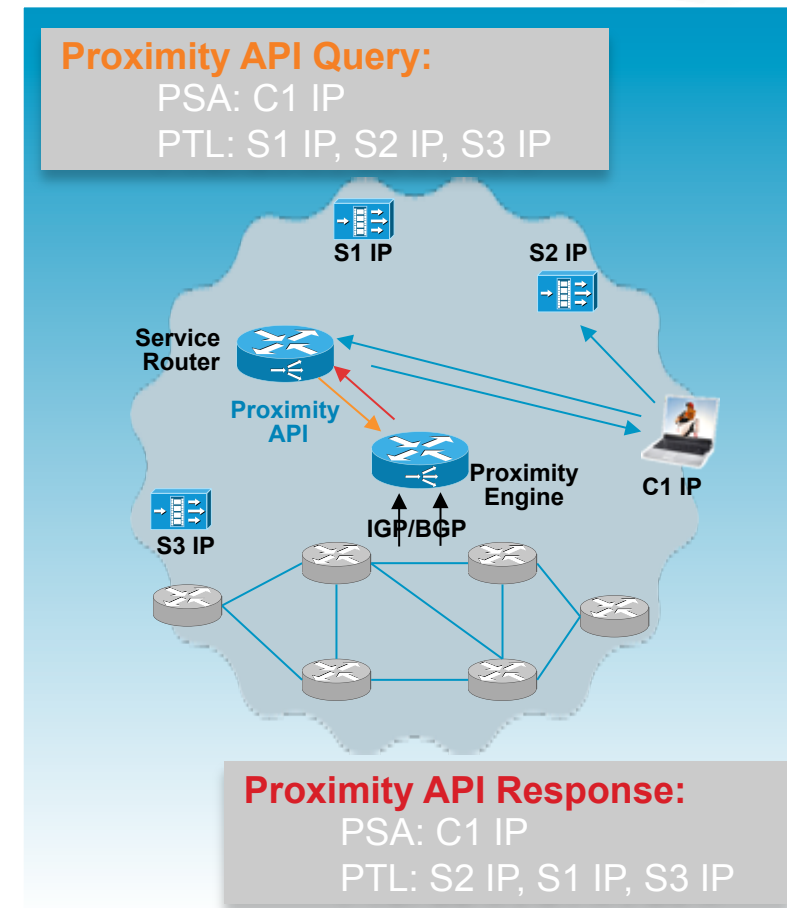 Proximity API Query:
PSA: C1 IP
PTL: S1 IP, S2 IP, S3 IP
S1 IP
S2 IP
Service
Router
Proximity
API
Proximity
Engine
C1 IP
IGP/BGP
S3 IP
Proximity API Response:
PSA: C1 IP
PTL: S2 IP, S1 IP, S3 IP